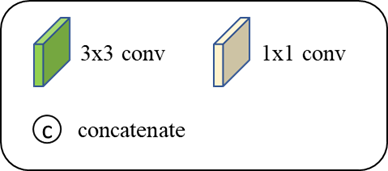 3x3 conv 1x1 conv
c concatenate